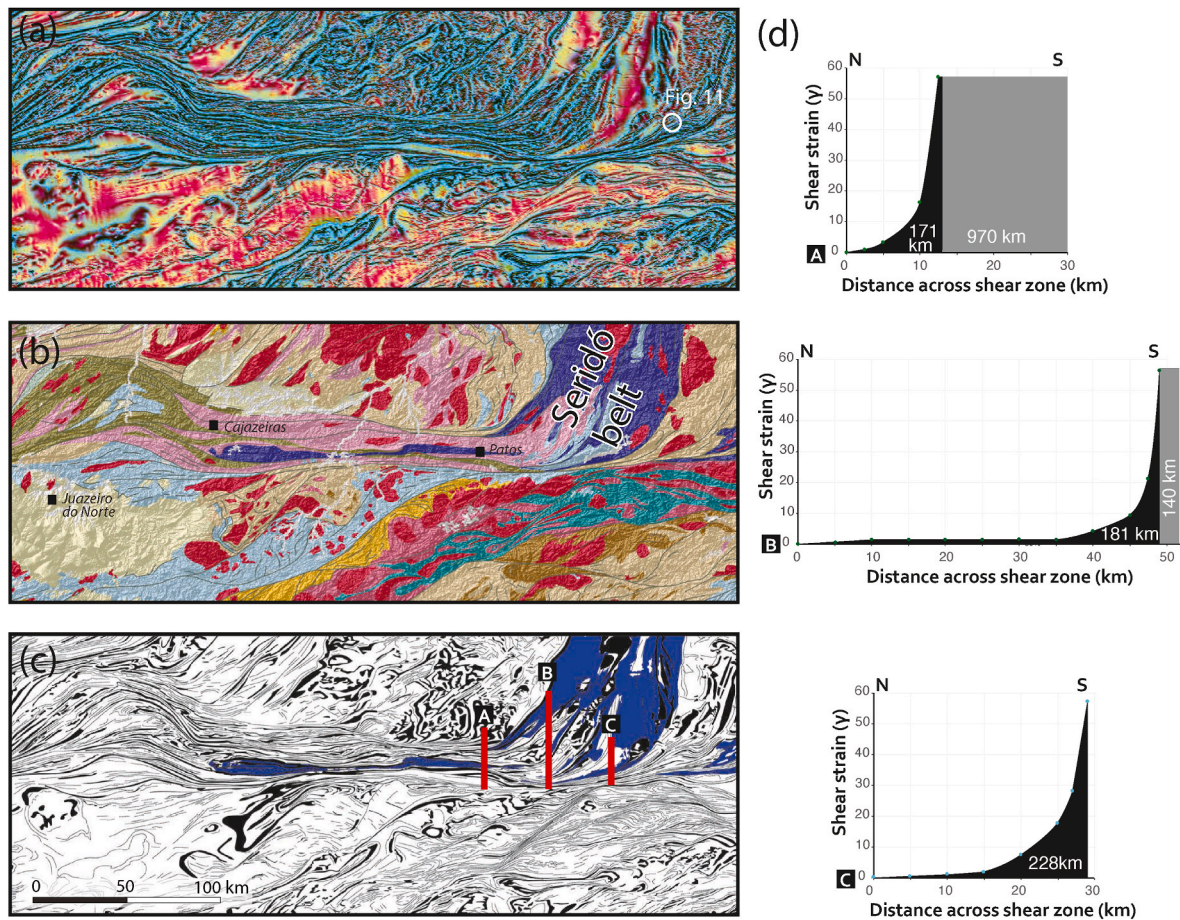 (a)
Fig. 11
(b)
Seridó
belt
Cajazeiras
Patos
Juazeiro
do Norte
(c)
A
B
C
0 50 100 km
(d)
N S
Shear strain (γ)
60
50
40
30
20
10
0
171
km
970 km
A
0 10 20 30
Distance across shear zone (km)
N S
Shear strain (γ)
60
50
40
30
20
10
0
181 km
140 km
B
0 10 20 30 40 50
Distance across shear zone (km)
N S
Shear strain (γ)
60
50
40
30
20
10
0
228km
C
0 10 20 30
Distance across shear zone (km)